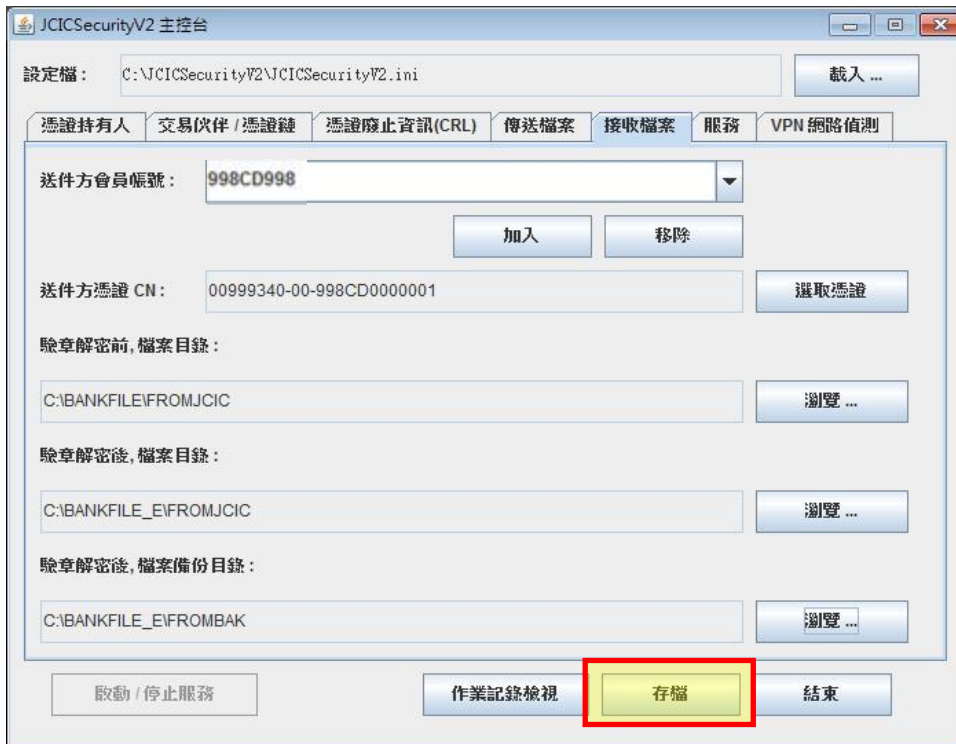 JCICSecurityV2 主控台
設定檔： C:\JCICSecurityV2\JCICSecurityV2.ini 載入 ...
憑證持有人 交易伙伴 / 憑證鏈 憑證廢止資訊(CRL) 傳送檔案 接收檔案 服務 VPN 網路偵測
送件方會員帳號： 998CD998
加入 移除
送件方憑證 CN： 00999340-00-998CD0000001 選取憑證
驗章解密前, 檔案目錄：
C:\BANKFILE\FROMJCIC 瀏覽 ...
驗章解密後, 檔案目錄：
C:\BANKFILE_E\FROMJCIC 瀏覽 ...
驗章解密後, 檔案備份目錄：
C:\BANKFILE_E\FROMBAK 瀏覽 ...
啟動 / 停止服務 作業記錄檢視 存檔 結束